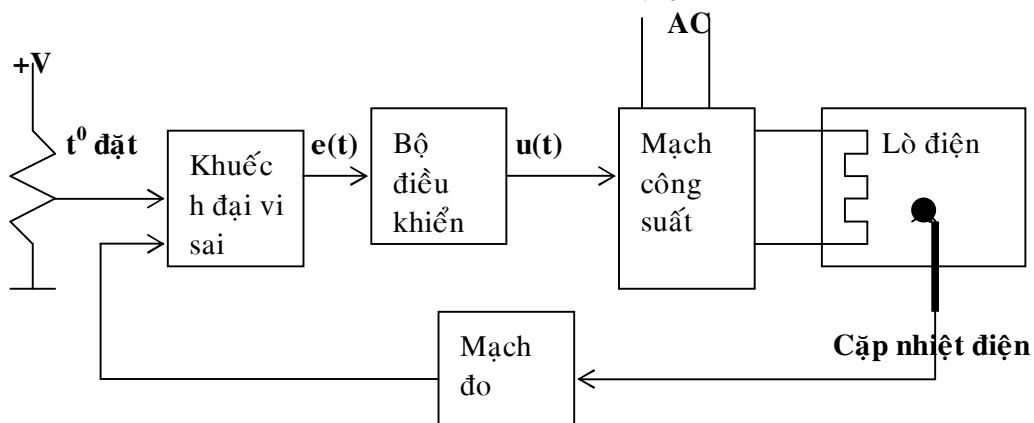 AC
+V
t⁰ đặt
Khuếc
h đại vi
sai
e(t)
Bộ
điều
khiển
u(t)
Mạch
công
suất
Lò điện
Cặp nhiệt điện
Mạch
đo